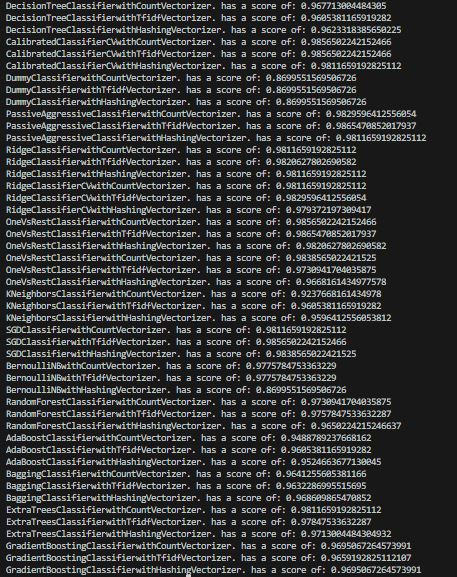 DecisionTreeClassifierwithCountVectorizer. has a score of: 0.967713004484305
DecisionTreeClassifierwithTfidfVectorizer. has a score of: 0.9605381165919282
DecisionTreeClassifierwithHashingVectorizer. has a score of: 0.9623318385650225
CalibratedClassifierCVwithCountVectorizer. has a score of: 0.9856502242152466
CalibratedClassifierCVwithTfidfVectorizer. has a score of: 0.9856502242152466
CalibratedClassifierCVwithHashingVectorizer. has a score of: 0.9811659192825112
DummyClassifierwithCountVectorizer. has a score of: 0.8699551569506726
DummyClassifierwithTfidfVectorizer. has a score of: 0.8699551569506726
DummyClassifierwithHashingVectorizer. has a score of: 0.8699551569506726
PassiveAggressiveClassifierwithCountVectorizer. has a score of: 0.9829596412556054
PassiveAggressiveClassifierwithTfidfVectorizer. has a score of: 0.9865470852017937
PassiveAggressiveClassifierwithHashingVectorizer. has a score of: 0.9811659192825112
RidgeClassifierwithCountVectorizer. has a score of: 0.9811659192825112
RidgeClassifierwithTfidfVectorizer. has a score of: 0.9820627802690582
RidgeClassifierwithHashingVectorizer. has a score of: 0.9811659192825112
RidgeClassifierCVwithCountVectorizer. has a score of: 0.9811659192825112
RidgeClassifierCVwithTfidfVectorizer. has a score of: 0.9829596412556054
RidgeClassifierCVwithHashingVectorizer. has a score of: 0.979372197309417
OneVsRestClassifierwithCountVectorizer. has a score of: 0.9856502242152466
OneVsRestClassifierwithTfidfVectorizer. has a score of: 0.9865470852017937
OneVsRestClassifierwithHashingVectorizer. has a score of: 0.9820627802690582
OneVsRestClassifierwithCountVectorizer. has a score of: 0.9838565022421525
OneVsRestClassifierwithTfidfVectorizer. has a score of: 0.9730941704035875
OneVsRestClassifierwithHashingVectorizer. has a score of: 0.9668161434977578
KNeighborsClassifierwithCountVectorizer. has a score of: 0.9237668161434978
KNeighborsClassifierwithTfidfVectorizer. has a score of: 0.9605381165919282
KNeighborsClassifierwithHashingVectorizer. has a score of: 0.9596412556053812
SGDClassifierwithCountVectorizer. has a score of: 0.9811659192825112
SGDClassifierwithTfidfVectorizer. has a score of: 0.9856502242152466
SGDClassifierwithHashingVectorizer. has a score of: 0.9838565022421525
BernoulliNBwithCountVectorizer. has a score of: 0.9775784753363229
BernoulliNBwithTfidfVectorizer. has a score of: 0.9775784753363229
BernoulliNBwithHashingVectorizer. has a score of: 0.8699551569506726
RandomForestClassifierwithCountVectorizer. has a score of: 0.9730941704035875
RandomForestClassifierwithTfidfVectorizer. has a score of: 0.9757847533632287
RandomForestClassifierwithHashingVectorizer. has a score of: 0.9650224215246637
AdaBoostClassifierwithCountVectorizer. has a score of: 0.948878923766816​2
AdaBoostClassifierwithTfidfVectorizer. has a score of: 0.9605381165919282
AdaBoostClassifierwithHashingVectorizer. has a score of: 0.9524663677130045
BaggingClassifierwithCountVectorizer. has a score of: 0.9641255605381166
BaggingClassifierwithTfidfVectorizer. has a score of: 0.9632286995515695
BaggingClassifierwithHashingVectorizer. has a score of: 0.968609865470852
ExtraTreesClassifierwithCountVectorizer. has a score of: 0.9811659192825112
ExtraTreesClassifierwithTfidfVectorizer. has a score of: 0.97847533632287
ExtraTreesClassifierwithHashingVectorizer. has a score of: 0.9713004484304932
GradientBoostingClassifierwithCountVectorizer. has a score of: 0.9695067264573991
GradientBoostingClassifierwithTfidfVectorizer. has a score of: 0.9659192825112107
GradientBoostingClassifierwithHashingVectorizer. has a score of: 0.9695067264573991